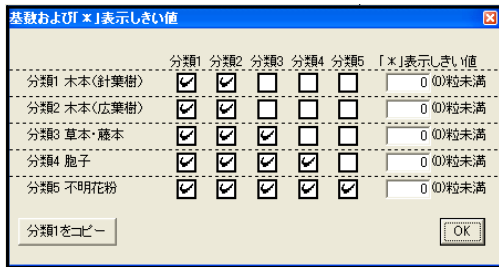 基数および「*」表示しきい値
分類1 分類2 分類3 分類4 分類5 「*」表示しきい値
分類1 木本(針葉樹) 0 (0)粒未満
分類2 木本(広葉樹) 0 (0)粒未満
分類3 草本・藤本 0 (0)粒未満
分類4 胞子 0 (0)粒未満
分類5 不明花粉 0 (0)粒未満
分類1をコピー OK